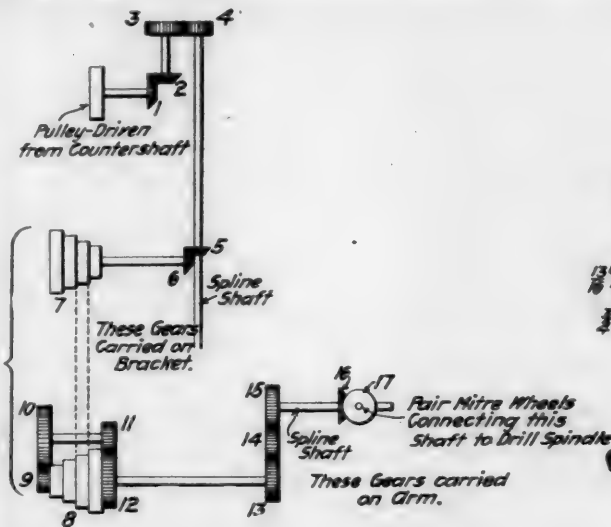 3 4
2
1
Pulley-Driven
from Countershaft
5
6
7
Spline
Shaft
These Gears
Carried on
Bracket.
10
11
15
16 17
Pair Mitre Wheels
Connecting this
Shaft to Drill Spindle
Spline
Shaft
14
9
8
12
13
These Gears carried
on Arm.